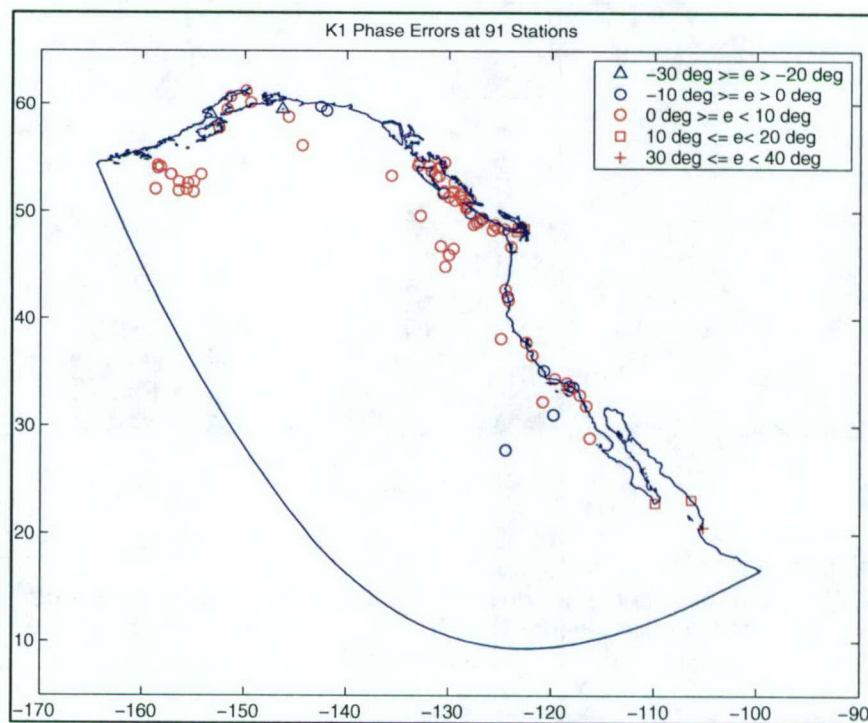 K1 Phase Errors at 91 Stations
−30 deg >= e > −20 deg
−10 deg >= e > 0 deg
0 deg >= e < 10 deg
10 deg <= e< 20 deg
30 deg <= e < 40 deg
60
50
40
30
20
10
−170 −160 −150 −140 −130 −120 −110 −100 −90